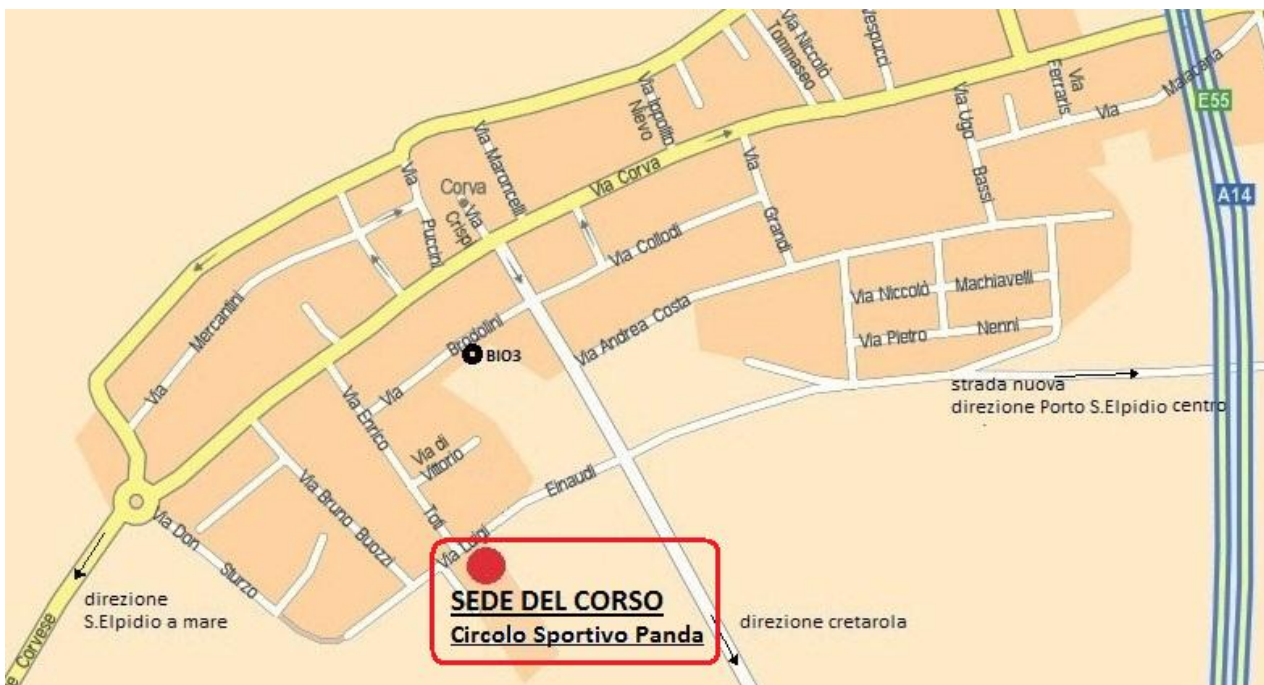 Via Niccolò
Tommaseo
Vespucci
Via
Ferraris
Via Malacaria
E55
A14
Via Ippolito
Nievo
Via Ugo
Bassi
Via Maroncelli
Via Corva
Via
Grandi
Via
Puccini
Corva
Via
Crispi
Via Collodi
Via Mercantini
Via Brodolini
BIO3
Via Andrea Costa
Via Niccolò Machiavelli
Via Pietro Nenni
strada nuova
direzione Porto S.Elpidio centro
Via Enrico Toti
Via di
Vittorio
Via Bruno Buozzi
Via Luigi Einaudi
Via Don Sturzo
direzione
S.Elpidio a mare
e Corvese
SEDE DEL CORSO
Circolo Sportivo Panda
direzione cretarola